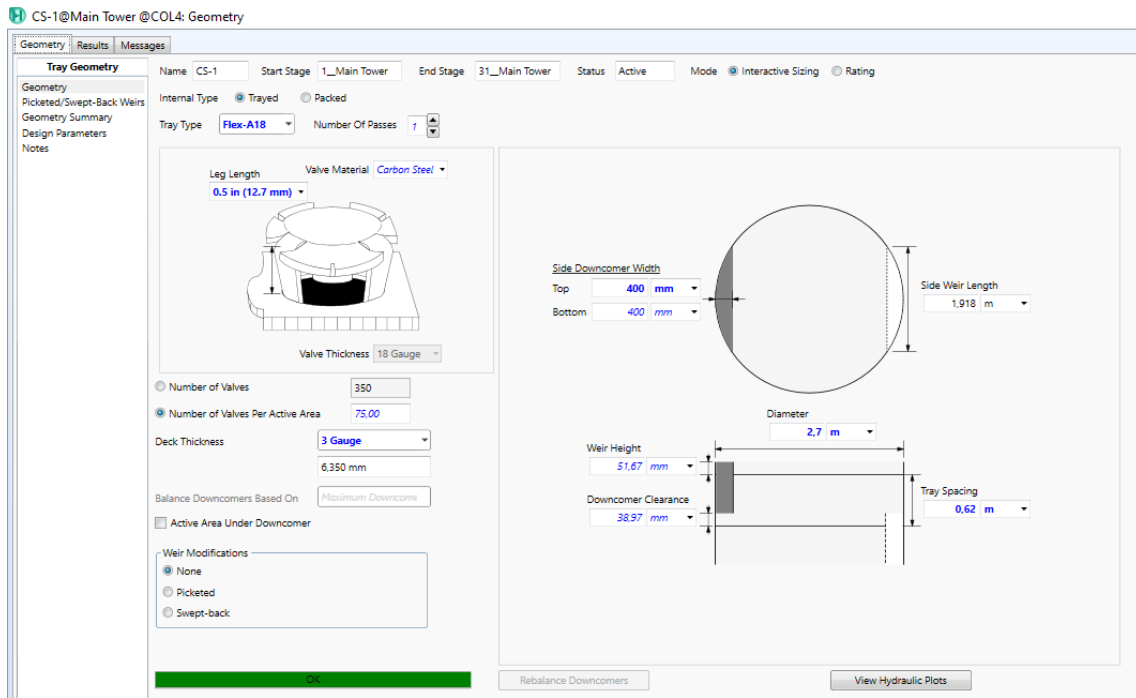 CS-1@Main Tower @COL4: Geometry
Geometry Results Messages
Tray Geometry
Geometry
Picketed/Swept-Back Weirs
Geometry Summary
Design Parameters
Notes
Name CS-1 Start Stage 1__Main Tower End Stage 31__Main Tower Status Active Mode Interactive Sizing Rating
Internal Type Trayed Packed
Tray Type Flex-A18 Number Of Passes 1
Leg Length
0.5 in (12.7 mm)
Valve Material Carbon Steel
Valve Thickness 18 Gauge
Number of Valves 350
Number of Valves Per Active Area 75,00
Deck Thickness 3 Gauge
6,350 mm
Balance Downcomers Based On Maximum Downcome
Active Area Under Downcomer
Weir Modifications
None
Picketed
Swept-back
OK
Side Downcomer Width
Top 400 mm
Bottom 400 mm
Side Weir Length
1,918 m
Diameter
2,7 m
Weir Height
51,67 mm
Downcomer Clearance
38,97 mm
Tray Spacing
0,62 m
Rebalance Downcomers
View Hydraulic Plots